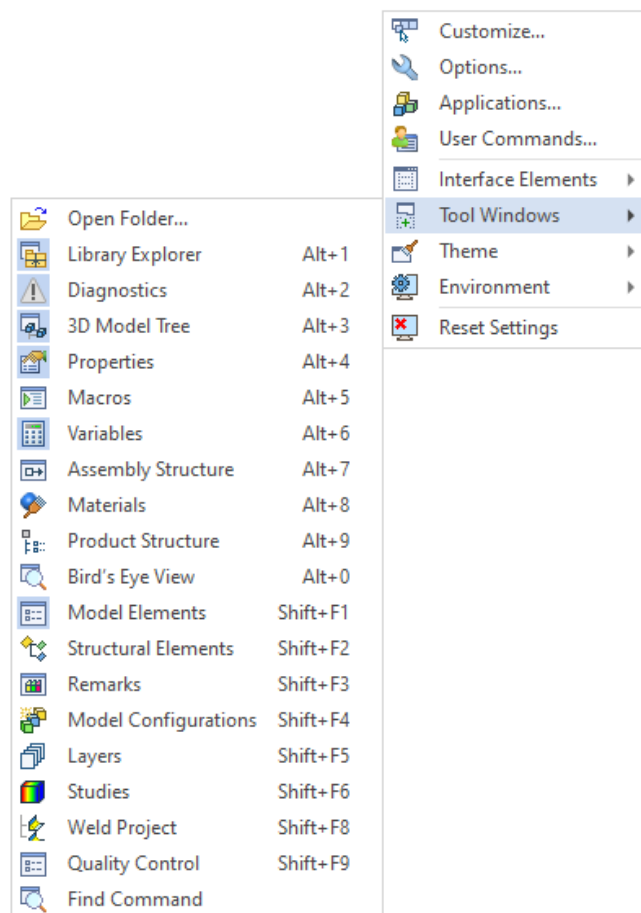 Customize...
Options...
Applications...
User Commands...
Interface Elements
Tool Windows
Theme
Environment
Reset Settings
Open Folder...
Library Explorer Alt+1
Diagnostics Alt+2
3D Model Tree Alt+3
Properties Alt+4
Macros Alt+5
Variables Alt+6
Assembly Structure Alt+7
Materials Alt+8
Product Structure Alt+9
Bird's Eye View Alt+0
Model Elements Shift+F1
Structural Elements Shift+F2
Remarks Shift+F3
Model Configurations Shift+F4
Layers Shift+F5
Studies Shift+F6
Weld Project Shift+F8
Quality Control Shift+F9
Find Command